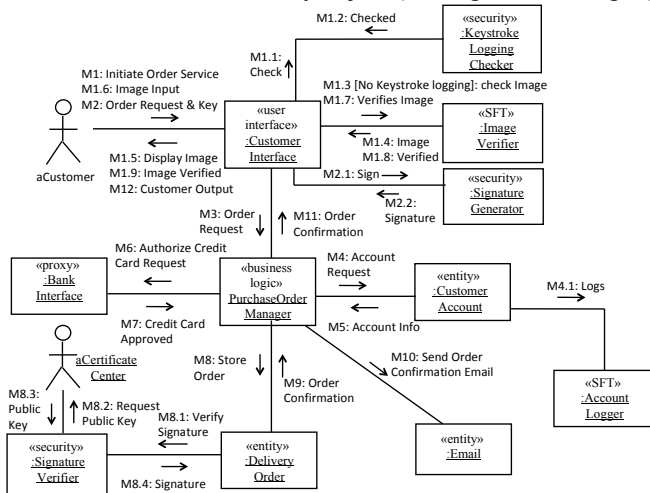 M1.2: Checked
«security»
:Keystroke
Logging
Checker
M1.1:
Check
M1: Initiate Order Service
M1.6: Image Input
M2: Order Request & Key
M1.3 [No Keystroke logging]: check Image
M1.7: Verifies Image
«user
interface»
:Customer
Interface
«SFT»
:Image
Verifier
M1.4: Image
M1.8: Verified
aCustomer
M1.5: Display Image
M1.9: Image Verified
M12: Customer Output
M2.1: Sign
M2.2:
Signature
«security»
:Signature
Generator
M3: Order
Request
M11: Order
Confirmation
M6: Authorize Credit
Card Request
M4: Account
Request
«proxy»
:Bank
Interface
«business
logic»
PurchaseOrder
Manager
«entity»
:Customer
Account
M4.1: Logs
M7: Credit Card
Approved
M5: Account Info
aCertificate
Center
M8: Store
Order
M9: Order
Confirmation
M10: Send Order
Confirmation Email
M8.3:
Public
Key
M8.2: Request
Public Key
M8.1: Verify
Signature
«SFT»
:Account
Logger
«security»
:Signature
Verifier
M8.4: Signature
«entity»
:Delivery
Order
«entity»
:Email